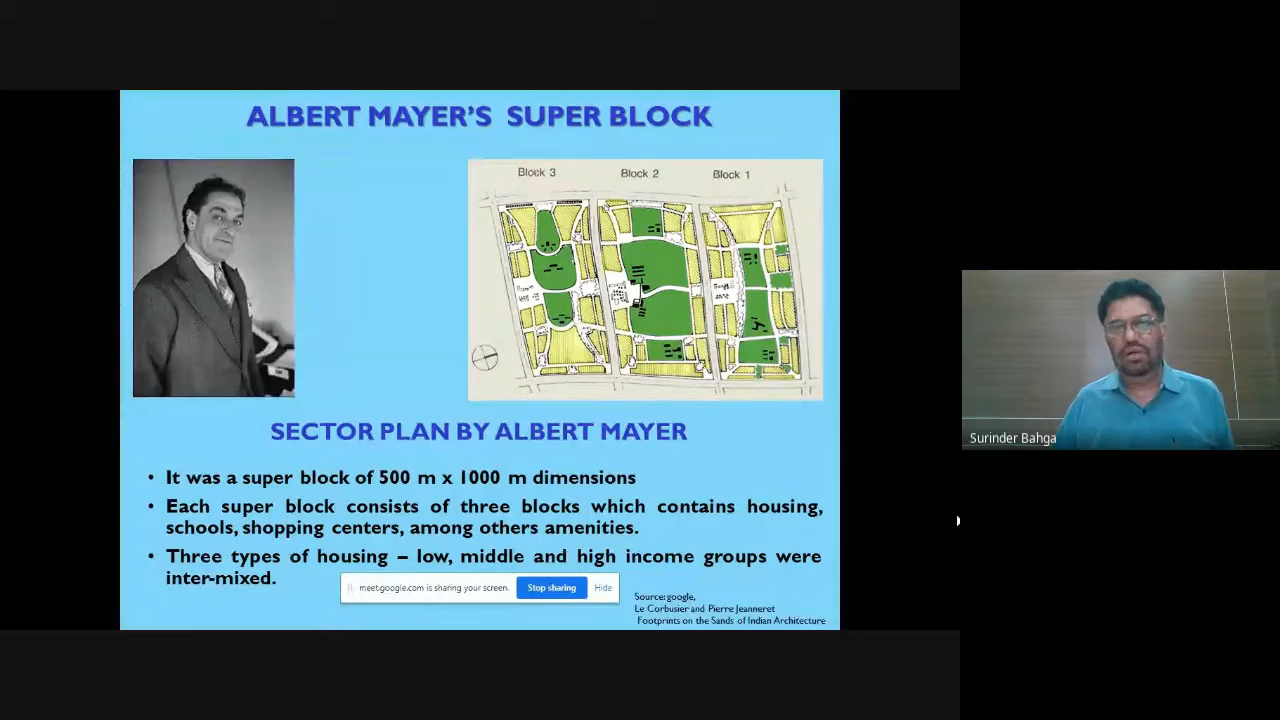 ALBERT MAYER'S SUPER BLOCK
Block 3 Block 2 Block 1
SECTOR PLAN BY ALBERT MAYER
• It was a super block of 500 m x 1000 m dimensions
• Each super block consists of three blocks which contains housing,
schools, shopping centers, among others amenities.
• Three types of housing – low, middle and high income groups were
inter-mixed.
meet.google.com is sharing your screen. Stop sharing Hide
Source: google,
Le Corbusier and Pierre Jeanneret
Footprints on the Sands of Indian Architecture
Surinder Bahga